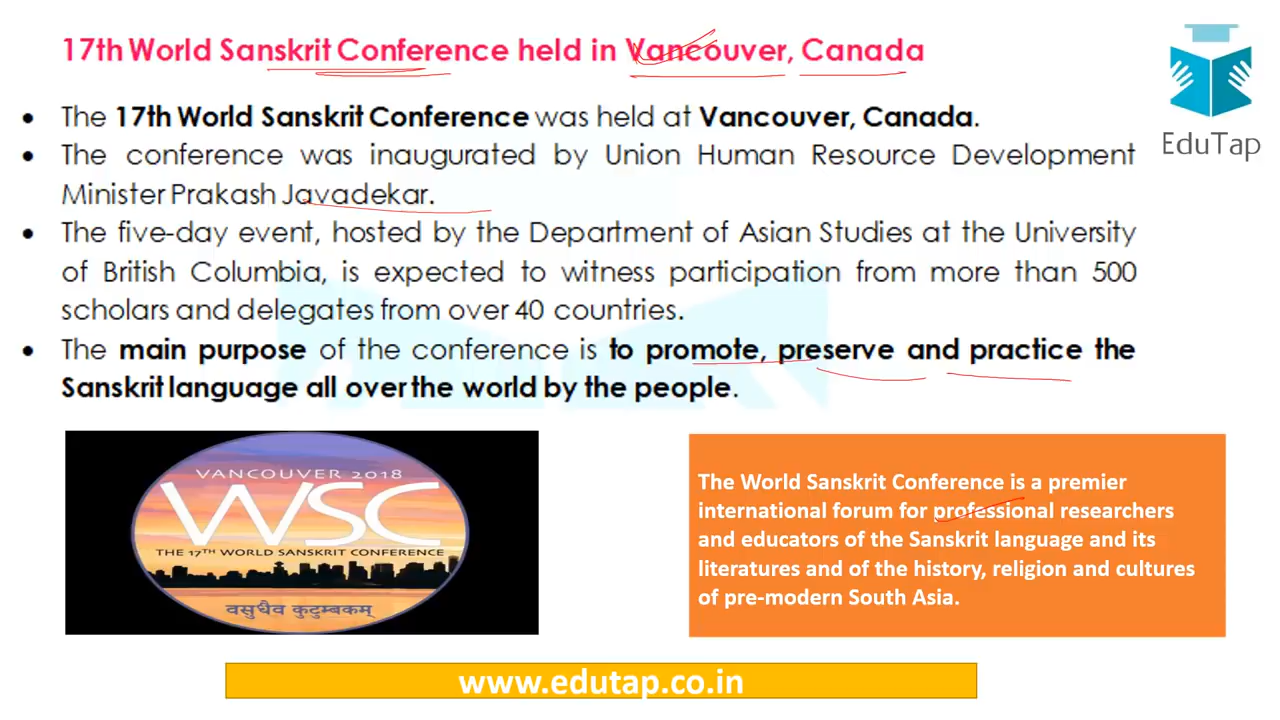 17th World Sanskrit Conference held in Vancouver, Canada
EduTap
• The 17th World Sanskrit Conference was held at Vancouver, Canada.
• The conference was inaugurated by Union Human Resource Development
Minister Prakash Javadekar.
• The five-day event, hosted by the Department of Asian Studies at the University
of British Columbia, is expected to witness participation from more than 500
scholars and delegates from over 40 countries.
• The main purpose of the conference is to promote, preserve and practice the
Sanskrit language all over the world by the people.
VANCOUVER 2018
WSC
THE 17TH WORLD SANSKRIT CONFERENCE
वसुधैव कुटुम्बकम्
The World Sanskrit Conference is a premier
international forum for professional researchers
and educators of the Sanskrit language and its
literatures and of the history, religion and cultures
of pre-modern South Asia.
www.edutap.co.in